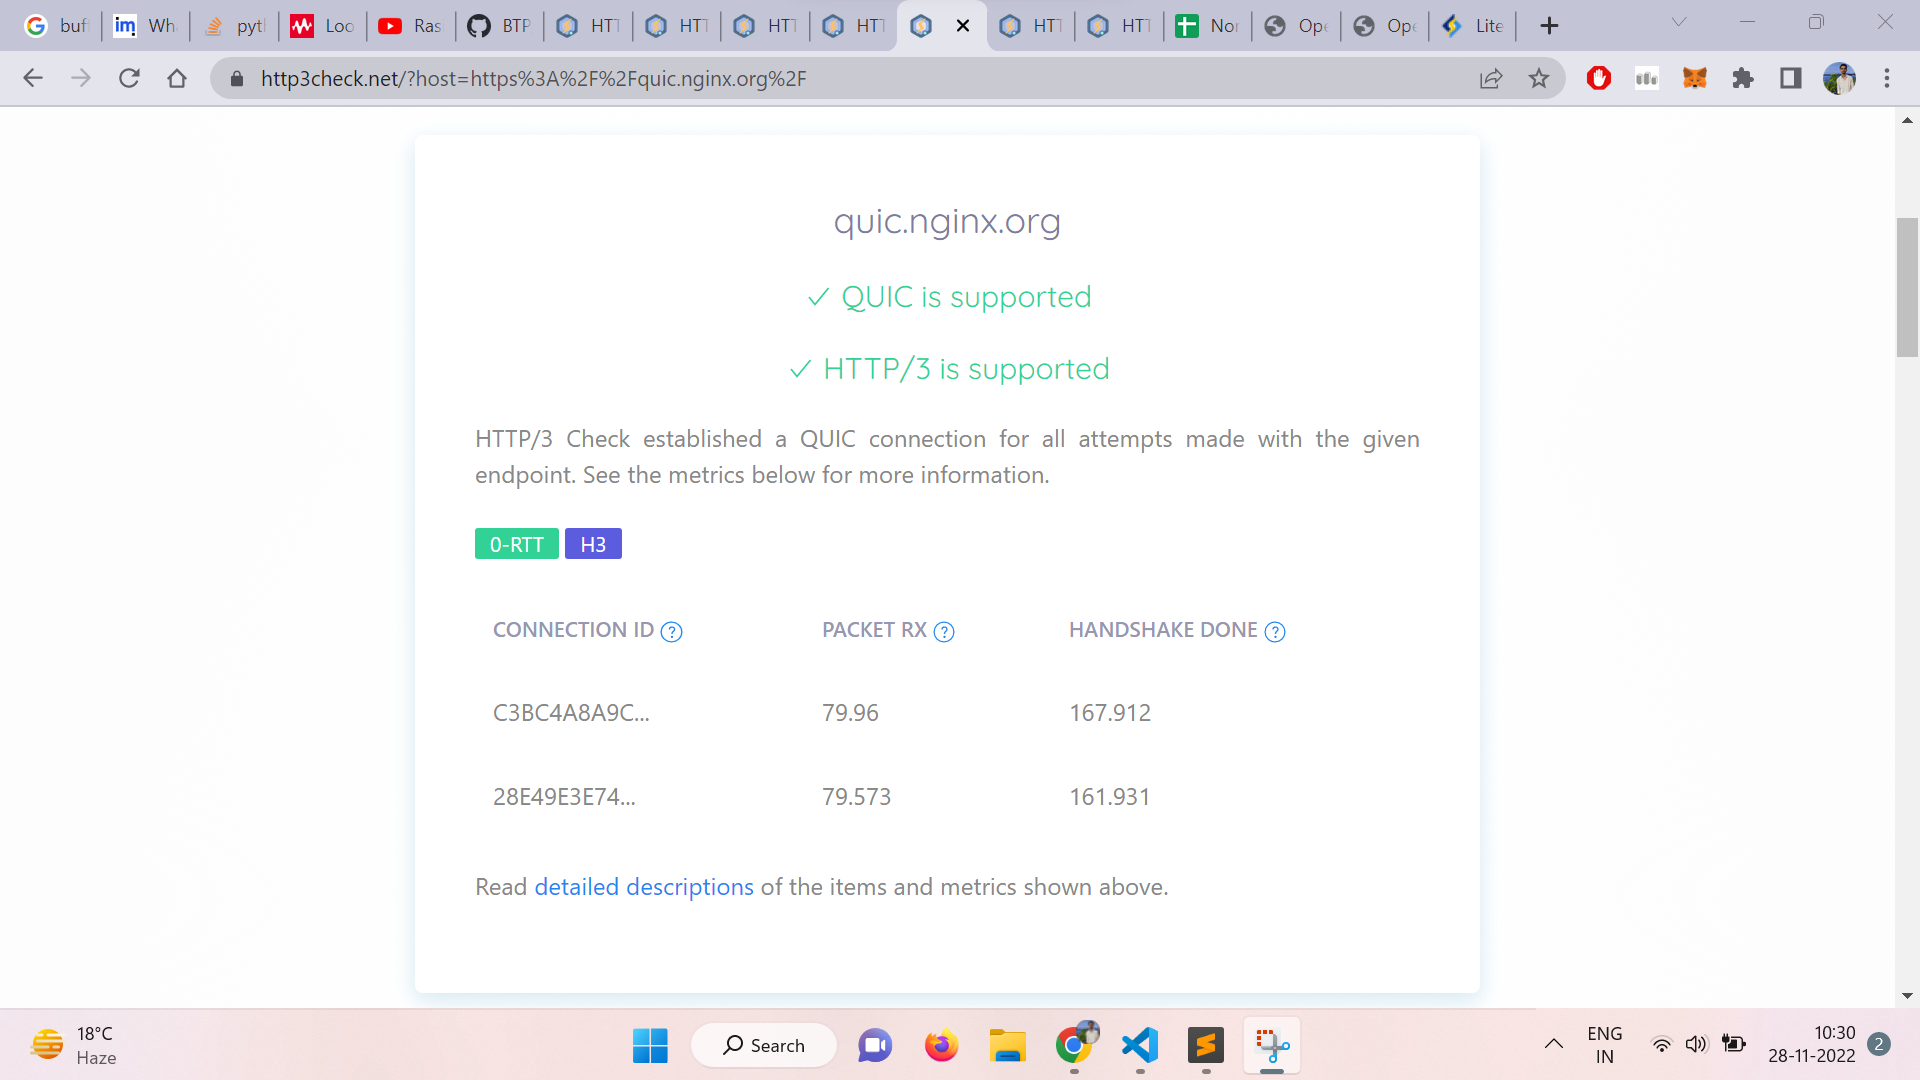 buf
Wh
pyt
Loo
Ras
BTP
HTT
HTT
HTT
HTT
HTT
HTT
Nor
Ope
Ope
Lite
http3check.net/?host=https%3A%2F%2Fquic.nginx.org%2F
quic.nginx.org
✓ QUIC is supported
✓ HTTP/3 is supported
HTTP/3 Check established a QUIC connection for all attempts made with the given
endpoint. See the metrics below for more information.
0-RTT H3
CONNECTION ID ? PACKET RX ? HANDSHAKE DONE ?
C3BC4A8A9C... 79.96 167.912
28E49E3E74... 79.573 161.931
Read detailed descriptions of the items and metrics shown above.
18°C
Haze
Search
ENG
IN
10:30
28-11-2022
2